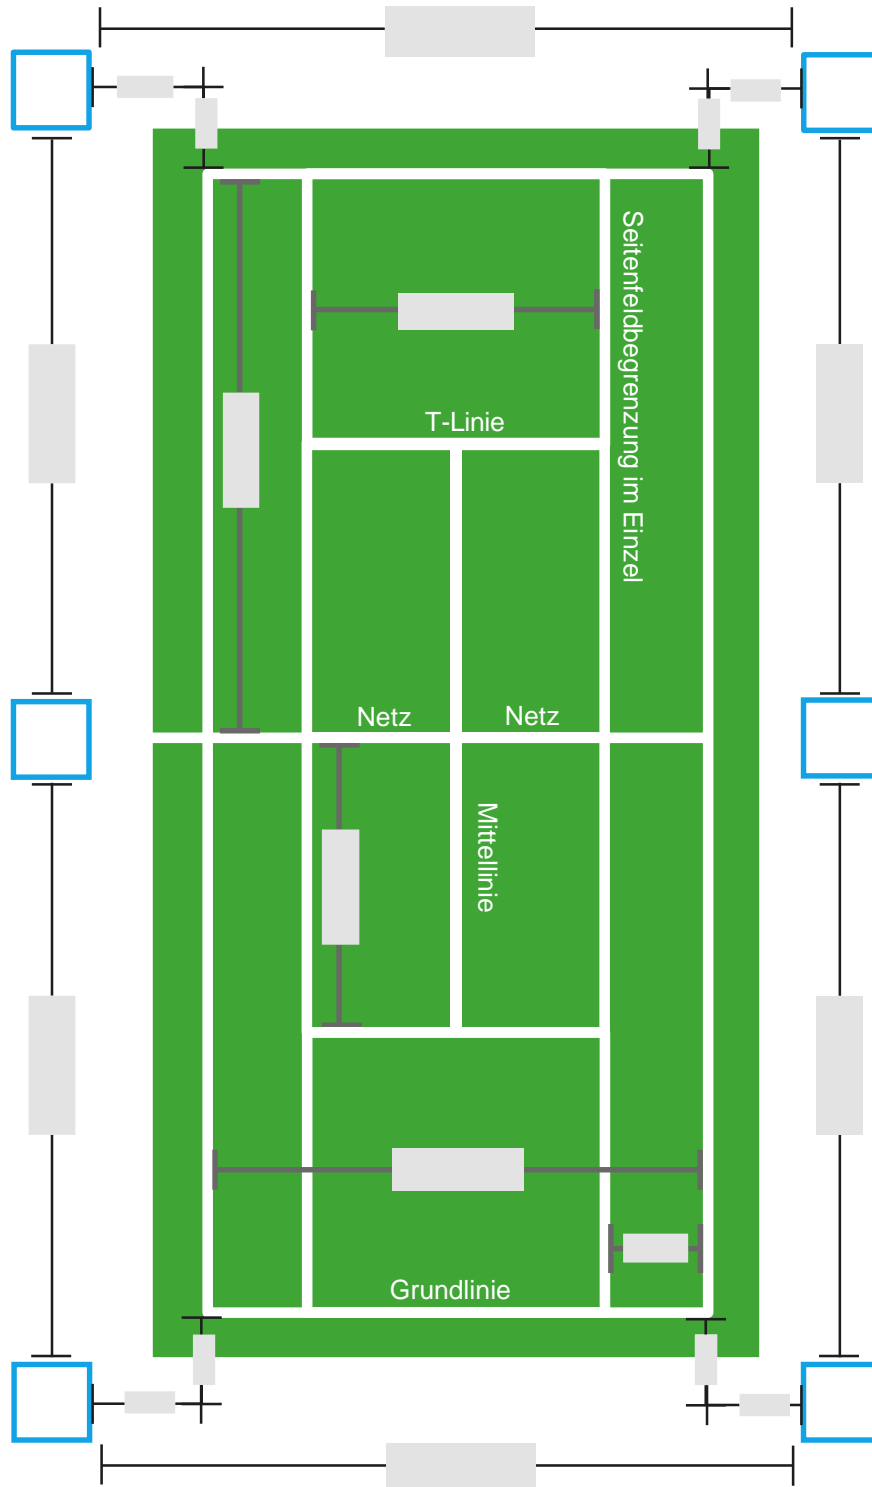 Seitenfeldbegrenzung im Einzel
T-Linie
Netz
Netz
Mittellinie
Grundlinie